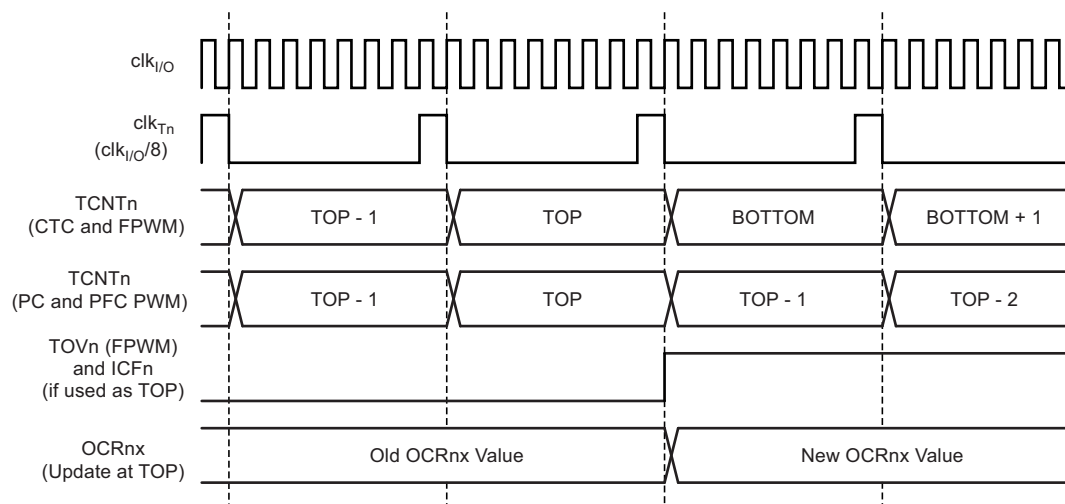 clkI/O
clkTn
(clkI/O/8)
TCNTn
(CTC and FPWM)
TOP - 1
TOP
BOTTOM
BOTTOM + 1
TCNTn
(PC and PFC PWM)
TOP - 1
TOP
TOP - 1
TOP - 2
TOVn (FPWM)
and ICFn
(if used as TOP)
OCRnx
(Update at TOP)
Old OCRnx Value
New OCRnx Value